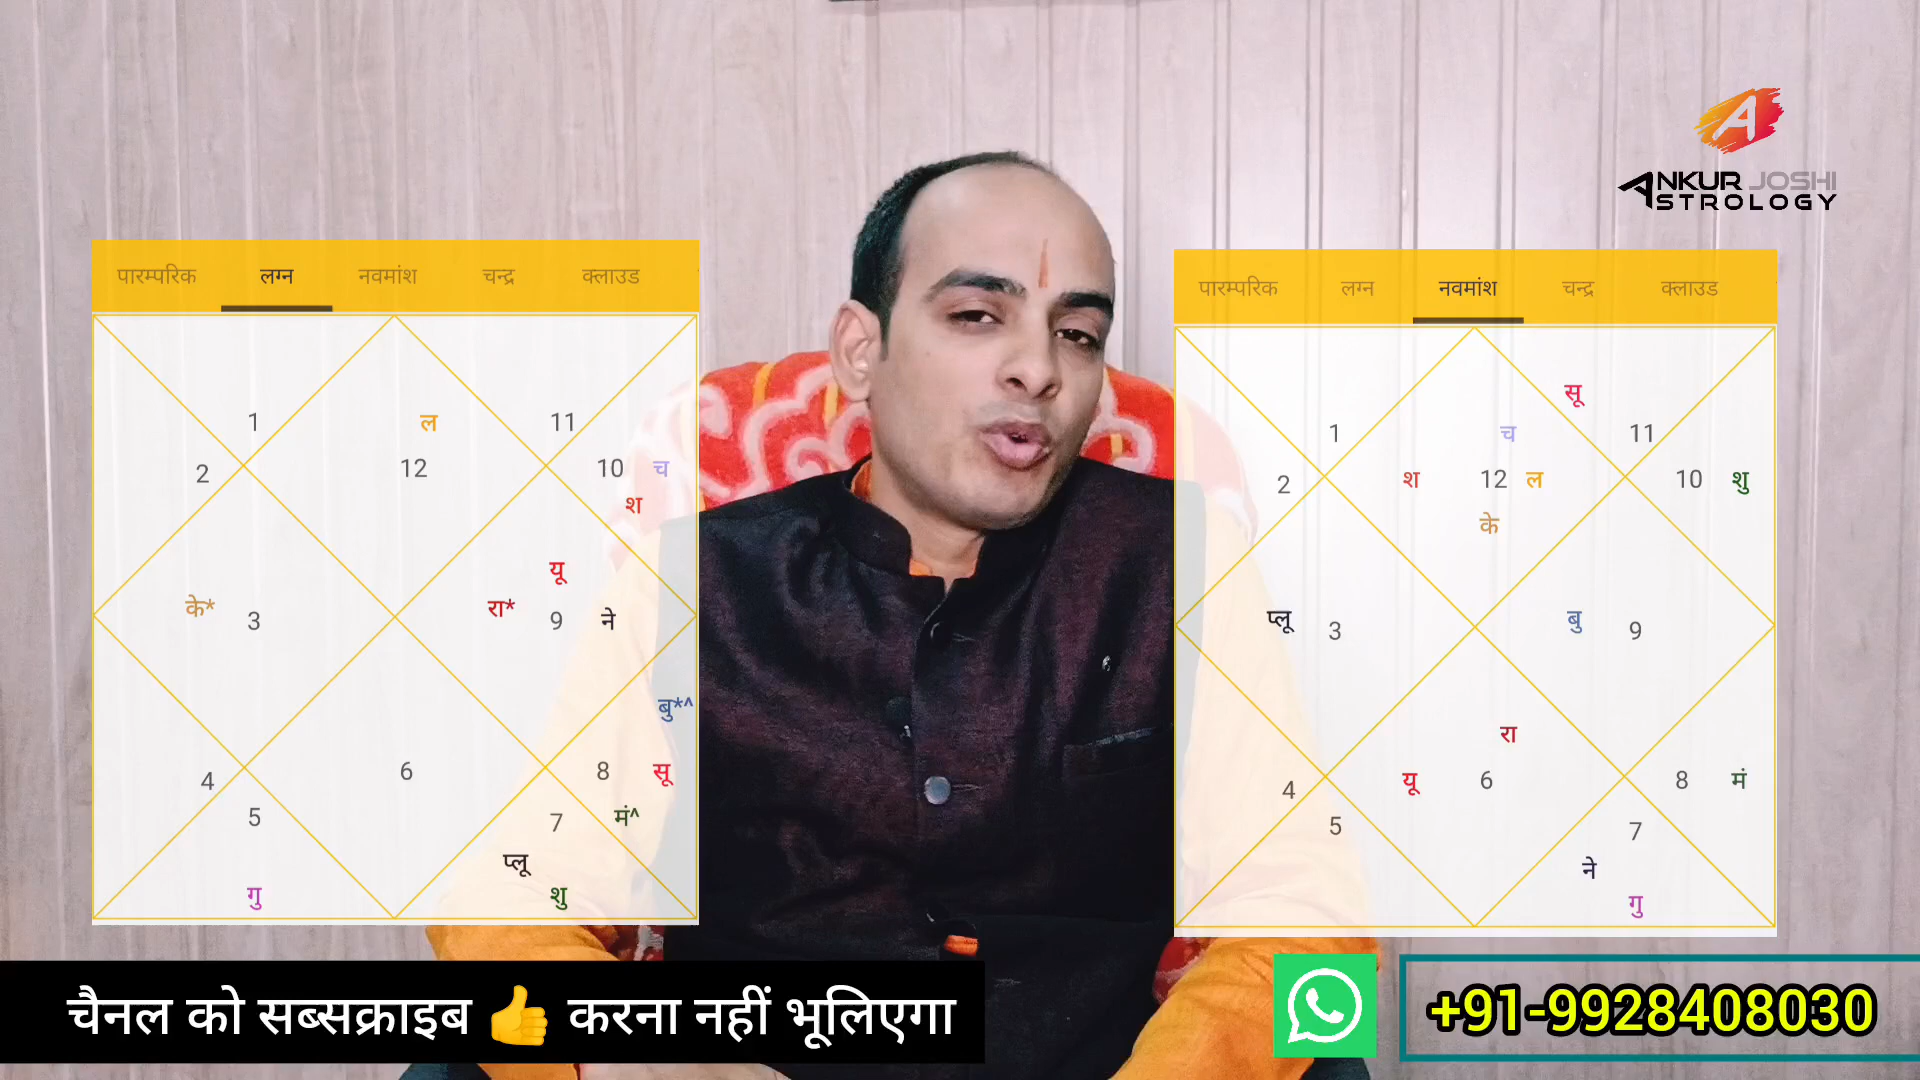 ANKUR JOSHI
ASTROLOGY
पारम्परिक लग्न नवमांश चन्द्र क्लाउड
1 ल 11
2 12 10 च
श
यू
के* 3 रा* 9 ने
बु*^
4 6 8 सू
5 7 मं^
प्लू
गु शु
पारम्परिक लग्न नवमांश चन्द्र क्लाउड
सू
1 च 11
2 श 12 ल 10 शु
के
प्लू 3 बु 9
रा
4 यू 6 8 मं
5 7
ने
गु
चैनल को सब्सक्राइब 👍 करना नहीं भूलिएगा
+91-9928408030